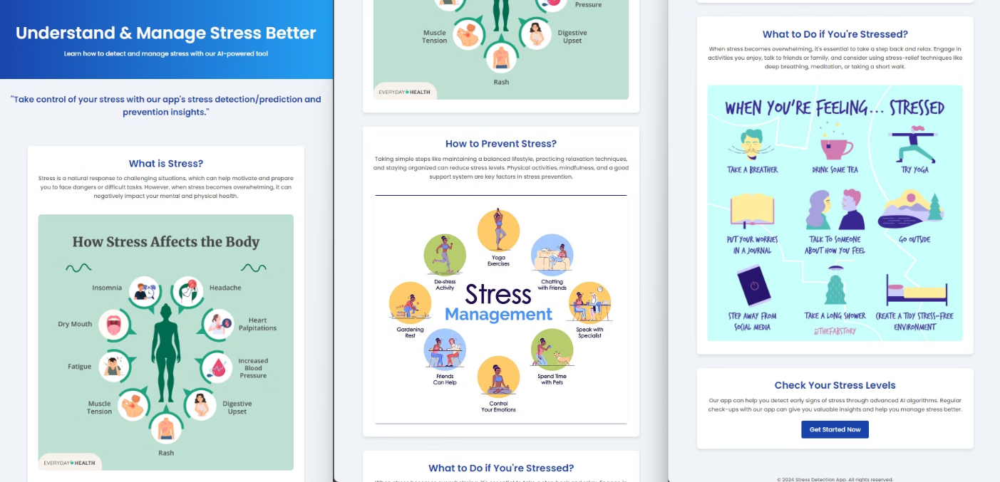 Understand & Manage Stress Better
Learn how to detect and manage stress with our AI-powered tool
"Take control of your stress with our app's stress detection/prediction and
prevention insights."
What is Stress?
Stress is a natural response to challenging situations, which can help motivate and prepare
you to face dangers or difficult tasks. However, when stress becomes overwhelming, it can
negatively impact your mental and physical health.
How Stress Affects the Body
Insomnia
Headache
Dry Mouth
Heart
Palpitations
Fatigue
Increased
Blood
Pressure
Muscle
Tension
Digestive
Upset
Rash
EVERYDAY HEALTH
Pressure
Muscle
Tension
Digestive
Upset
Rash
EVERYDAY HEALTH
How to Prevent Stress?
Taking simple steps like maintaining a balanced lifestyle, practicing relaxation techniques,
and staying organized can reduce stress levels. Physical activities, mindfulness, and a good
support system are key factors in stress prevention.
Yoga
Exercises
De-stress
Activity
Chatting
with Friends
Stress
Management
Gardening
Rest
Speak with
Specialist
Friends
Can Help
Spend Time
with Pets
Control
Your Emotions
What to Do if You're Stressed?
When stress becomes overwhelming, it's essential to take a step back and relax. Engage in
What to Do if You're Stressed?
When stress becomes overwhelming, it's essential to take a step back and relax. Engage in
activities you enjoy, talk to friends or family, and consider using stress-relief techniques like
deep breathing, meditation, or taking a short walk.
WHEN YOU'RE FEELING... STRESSED
TAKE A BREATHER
DRINK SOME TEA
TRY YOGA
PUT YOUR WORRIES
IN A JOURNAL
TALK TO SOMEONE
ABOUT HOW YOU FEEL
GO OUTSIDE
STEP AWAY FROM
SOCIAL MEDIA
TAKE A LONG SHOWER
CREATE A TIDY STRESS-FREE
ENVIRONMENT
@THEFABSTORY
Check Your Stress Levels
Our app can help you detect early signs of stress through advanced AI algorithms. Regular
check-ups with our app can give you valuable insights and help you manage stress better.
Get Started Now
© 2024 Stress Detection App. All rights reserved.